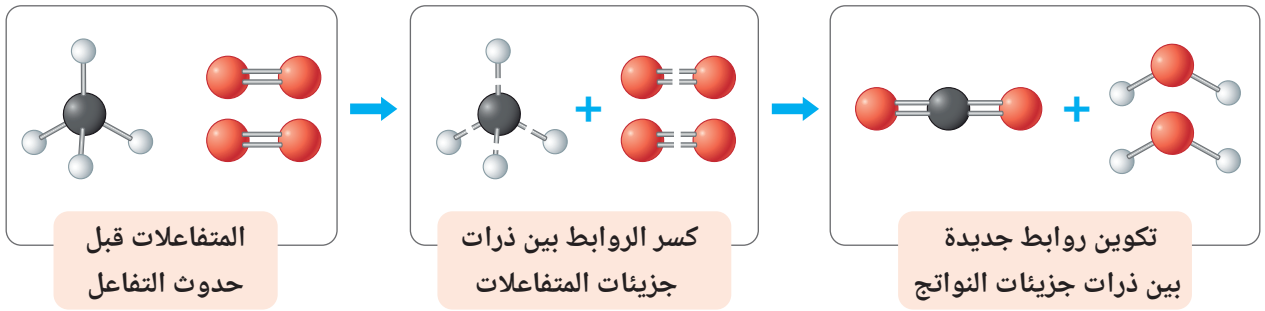 المتفاعلات قبل
حدوث التفاعل
كسر الروابط بين ذرات
جزيئات المتفاعلات
تكوين روابط جديدة
بين ذرات جزيئات النواتج